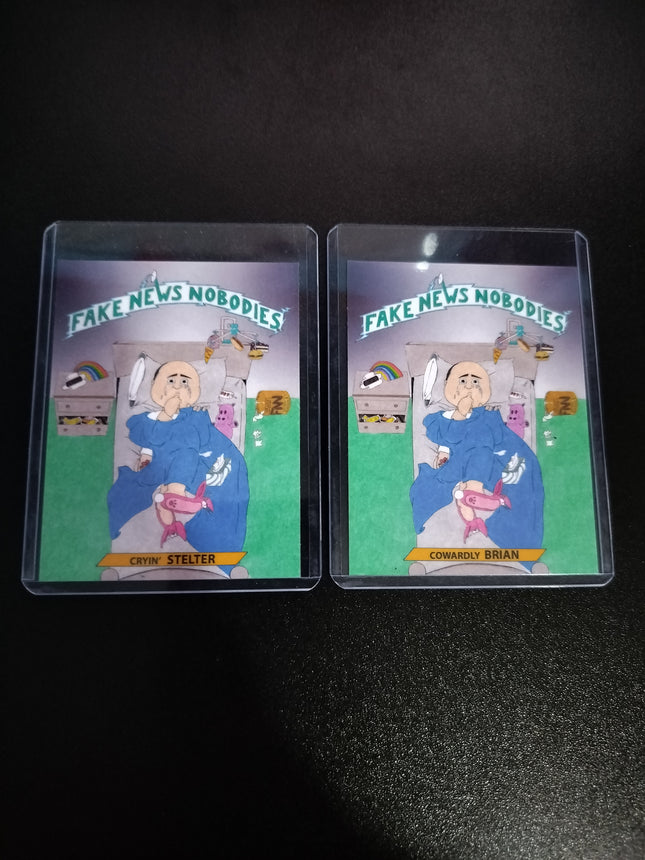 FAKE NEWS NOBODIES
CRYIN' STELTER
FAKE NEWS NOBODIES
COWARDLY BRIAN